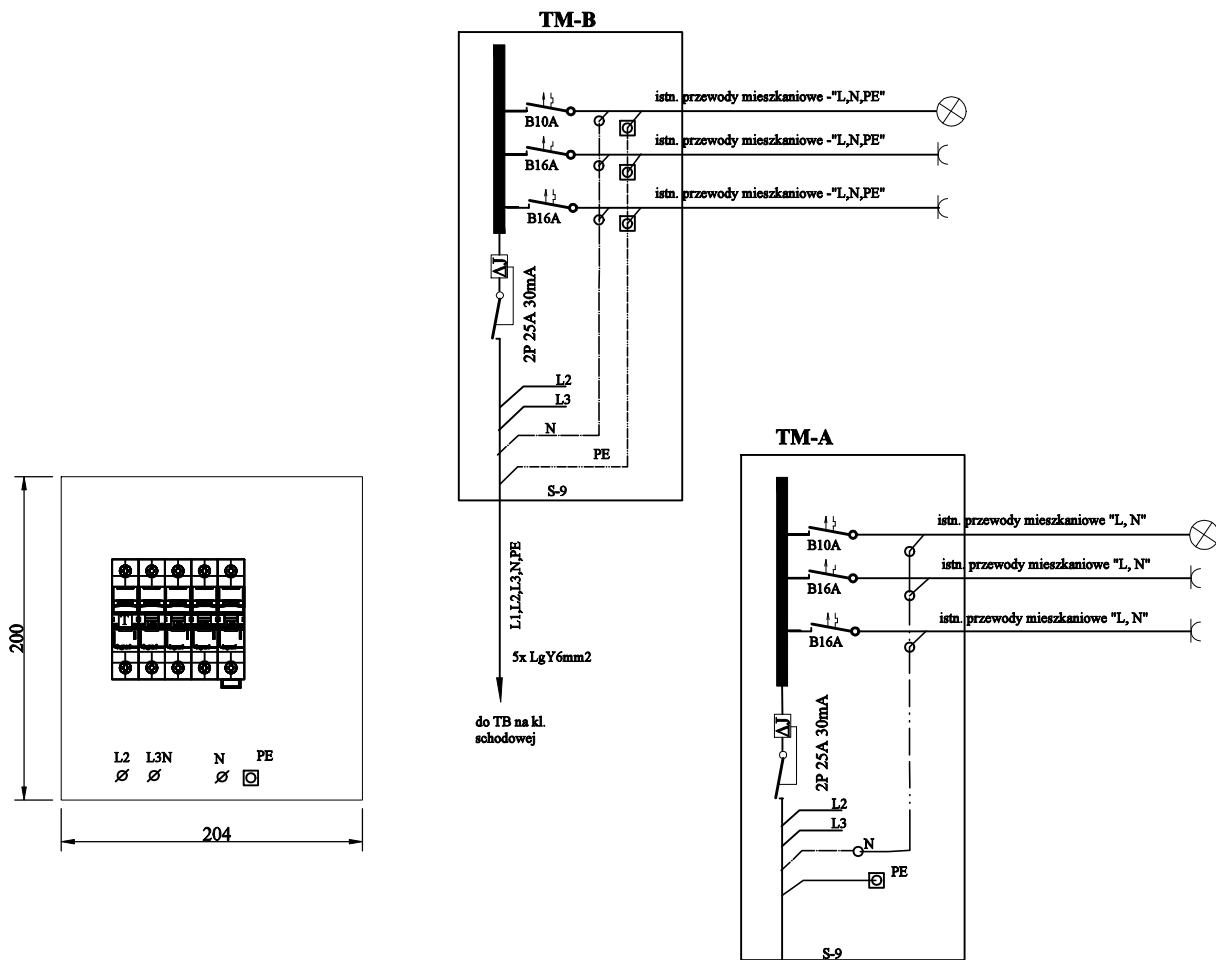 TM-B
istn. przewody mieszkaniowe -"L,N,PE"
B10A
istn. przewody mieszkaniowe -"L,N,PE"
B16A
istn. przewody mieszkaniowe -"L,N,PE"
B16A
ΔJ
2P 25A 30mA
L2
L3
N
PE
S-9
L1,L2,L3,N,PE
5x LgY6mm2
do TB na kl.
schodowej
TM-A
istn. przewody mieszkaniowe "L, N"
B10A
istn. przewody mieszkaniowe "L, N"
B16A
istn. przewody mieszkaniowe "L, N"
B16A
ΔJ
2P 25A 30mA
L2
L3
N
PE
S-9
200
T
L2 L3N N PE
204